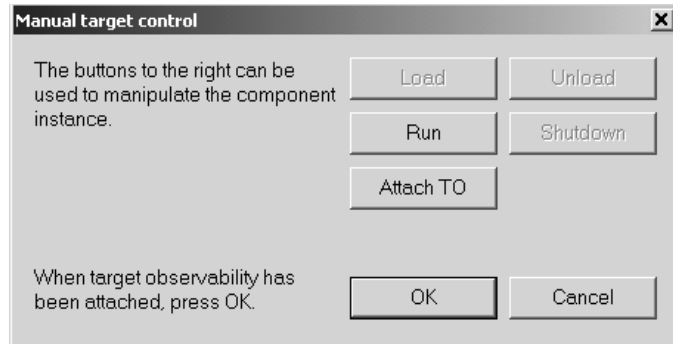 Manual target control
The buttons to the right can be
used to manipulate the component
instance.
Load
Unload
Run
Shutdown
Attach TO
When target observability has
been attached, press OK.
OK
Cancel